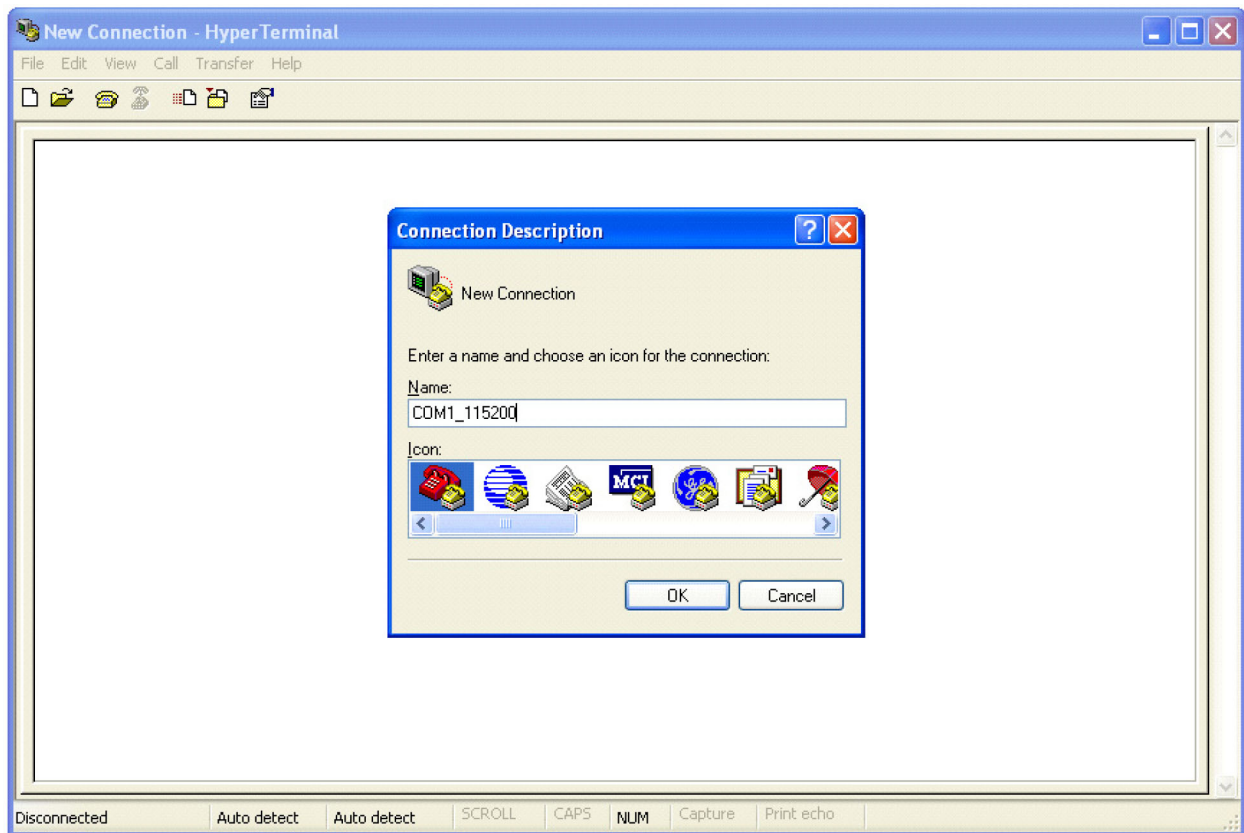 New Connection - HyperTerminal
File Edit View Call Transfer Help
Connection Description
New Connection
Enter a name and choose an icon for the connection:
Name:
COM1_115200
Icon:
MCI
OK Cancel
Disconnected Auto detect Auto detect SCROLL CAPS NUM Capture Print echo